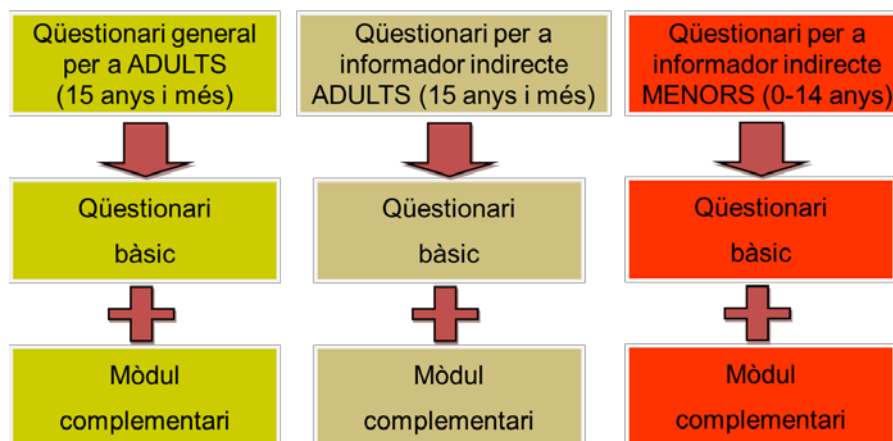 Qüestionari general
per a ADULTS
(15 anys i més)
Qüestionari per a
informador indirecte
ADULTS (15 anys i més)
Qüestionari per a
informador indirecte
MENORS (0-14 anys)
Qüestionari
bàsic
Qüestionari
bàsic
Qüestionari
bàsic
Mòdul
complementari
Mòdul
complementari
Mòdul
complementari